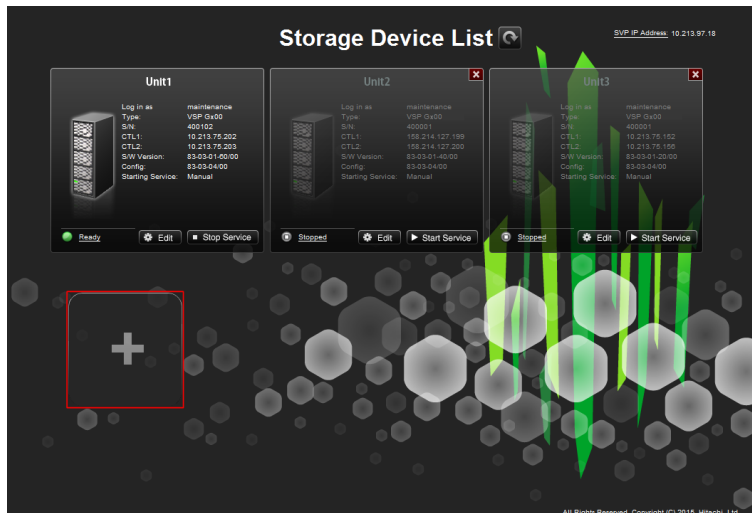 Storage Device List
SVP IP Address: 10.213.97.18
Unit1
Log in as maintenance
Type: VSP Gx00
S/N: 400102
CTL1: 10.213.75.202
CTL2: 10.213.75.203
S/W Version: 83-03-01-60/00
Config: 83-03-04/00
Starting Service: Manual
Ready Edit Stop Service
Unit2
Log in as maintenance
Type: VSP Gx00
S/N: 400001
CTL1: 158.214.127.199
CTL2: 158.214.127.200
S/W Version: 83-03-01-40/00
Config: 83-03-04/00
Starting Service: Manual
Stopped Edit Start Service
Unit3
Log in as maintenance
Type: VSP Gx00
S/N: 400001
CTL1: 10.213.75.152
CTL2: 10.213.75.156
S/W Version: 83-03-01-20/00
Config: 83-03-04/00
Starting Service: Manual
Stopped Edit Start Service
All Rights Reserved. Copyright (C) 2015, Hitachi, Ltd.